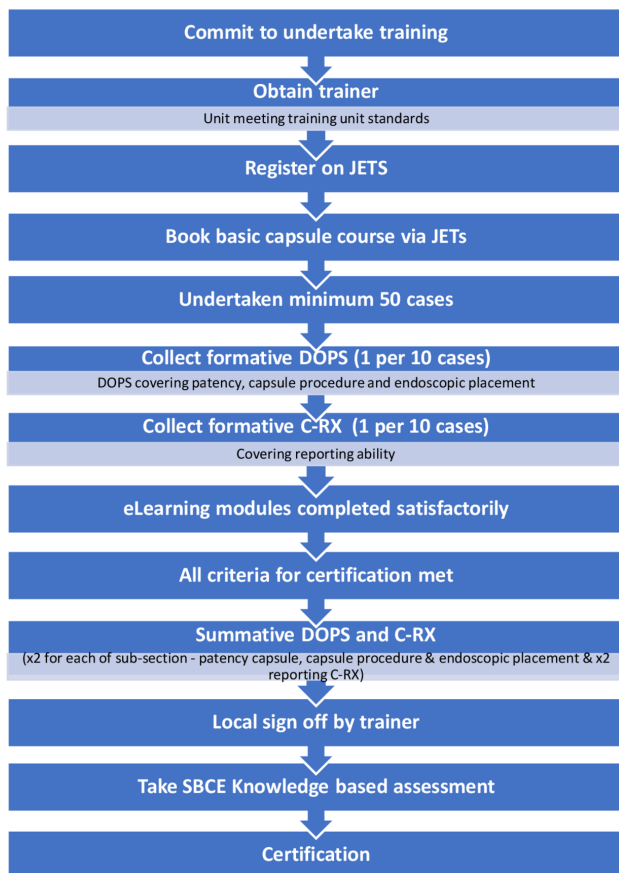 Commit to undertake training
Obtain trainer
Unit meeting training unit standards
Register on JETS
Book basic capsule course via JETs
Undertaken minimum 50 cases
Collect formative DOPS (1 per 10 cases)
DOPS covering patency, capsule procedure and endoscopic placement
Collect formative C-RX (1 per 10 cases)
Covering reporting ability
eLearning modules completed satisfactorily
All criteria for certification met
Summative DOPS and C-RX
(x2 for each of sub-section - patency capsule, capsule procedure & endoscopic placement & x2
reporting C-RX)
Local sign off by trainer
Take SBCE Knowledge based assessment
Certification